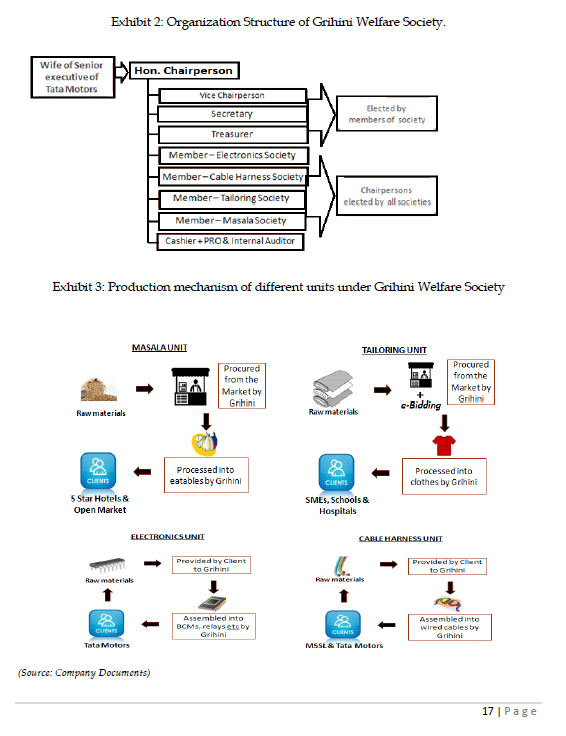 Exhibit 2: Organization Structure of Grihini Welfare Society.
Wife of Senior
executive of
Tata Motors
Hon. Chairperson
Vice Chairperson
Secretary
Treasurer
Member – Electronics Society
Member – Cable Harness Society
Member – Tailoring Society
Member – Masala Society
Cashier + PRO & Internal Auditor
Elected by
members of society
Chairpersons
elected by all societies
Exhibit 3: Production mechanism of different units under Grihini Welfare Society
MASALA UNIT
Raw materials
Procured
from the
Market by
Grihini
Processed into
eatables by Grihini
CLIENTS
5 Star Hotels &
Open Market
TAILORING UNIT
Raw materials
+
e-Bidding
Procured
from the
Market by
Grihini
Processed into
clothes by Grihini
CLIENTS
SMEs, Schools &
Hospitals
ELECTRONICS UNIT
Raw materials
Provided by Client
to Grihini
Assembled into
BCMs, relays etc by
Grihini
CLIENTS
Tata Motors
CABLE HARNESS UNIT
Raw materials
Provided by Client
to Grihini
Assembled into
wired cables by
Grihini
CLIENTS
MSSL & Tata Motors
(Source: Company Documents)
17 | Page